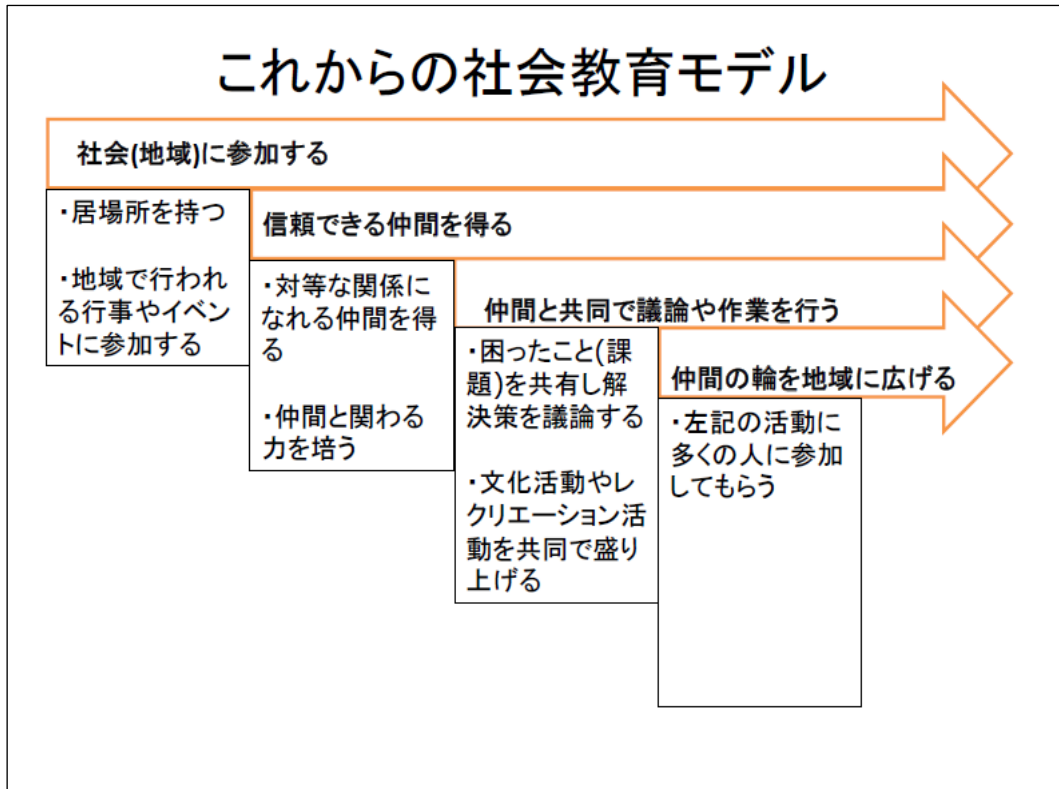 これからの社会教育モデル
社会(地域)に参加する
・居場所を持つ
・地域で行われ
る行事やイベン
トに参加する
信頼できる仲間を得る
・対等な関係に
なれる仲間を得
る
・仲間と関わる
力を培う
仲間と共同で議論や作業を行う
・困ったこと(課
題)を共有し解
決策を議論する
・文化活動やレ
クリエーション活
動を共同で盛り
上げる
仲間の輪を地域に広げる
・左記の活動に
多くの人に参加
してもらう